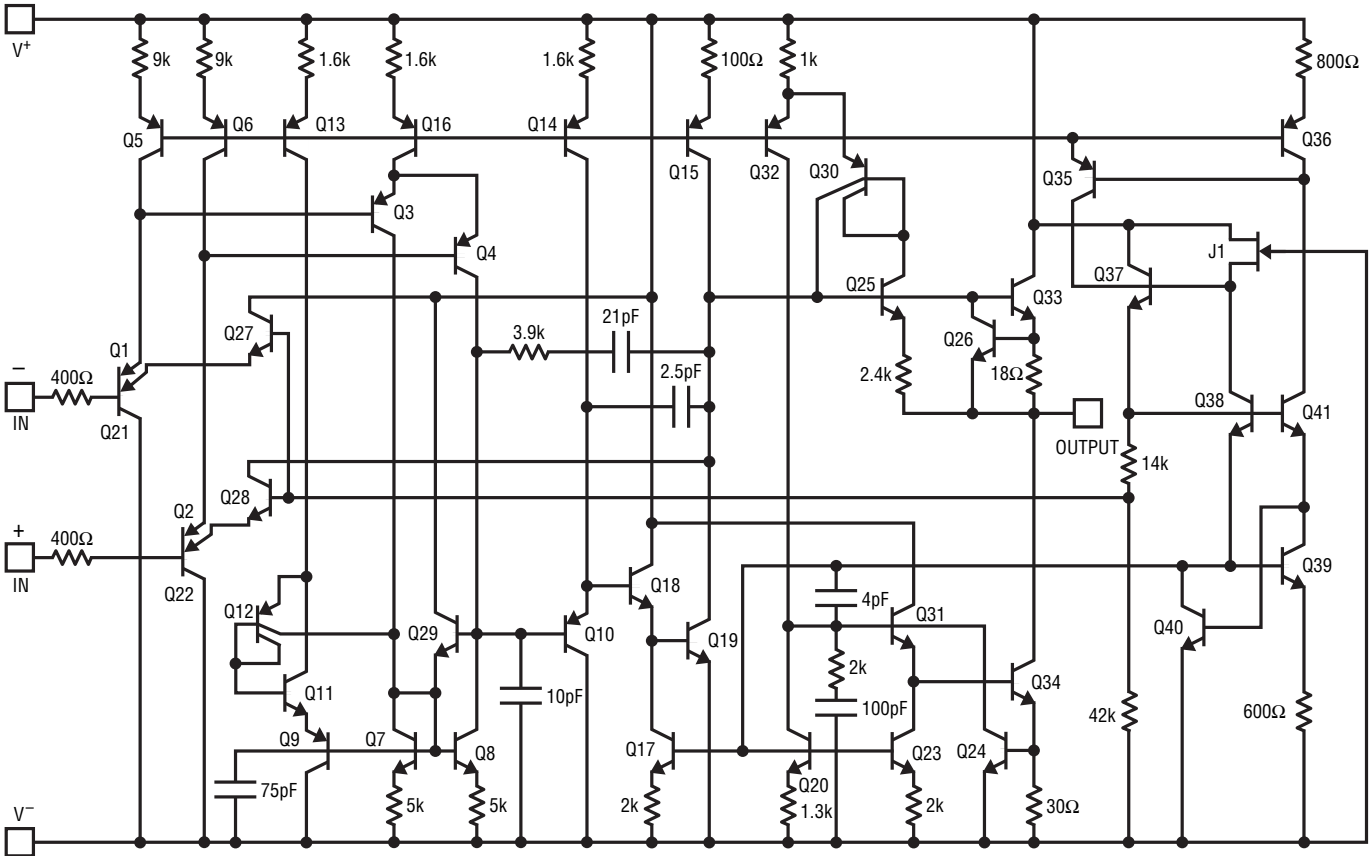 V+
9k
9k
1.6k
1.6k
1.6k
100Ω
1k
800Ω
Q5
Q6
Q13
Q16
Q14
Q15
Q32
Q30
Q35
Q36
Q3
Q4
J1
Q25
Q37
Q33
Q27
21pF
3.9k
Q26
Q1
2.5pF
2.4k
18Ω
400Ω
−
IN
Q21
Q38
Q41
OUTPUT
14k
Q28
Q2
400Ω
+
IN
Q22
Q18
Q39
Q12
4pF
Q31
Q29
Q10
Q19
Q40
2k
Q11
10pF
100pF
Q34
42k
600Ω
Q9
Q7
Q8
Q17
Q23
Q24
Q20
75pF
5k
5k
2k
1.3k
2k
30Ω
V−